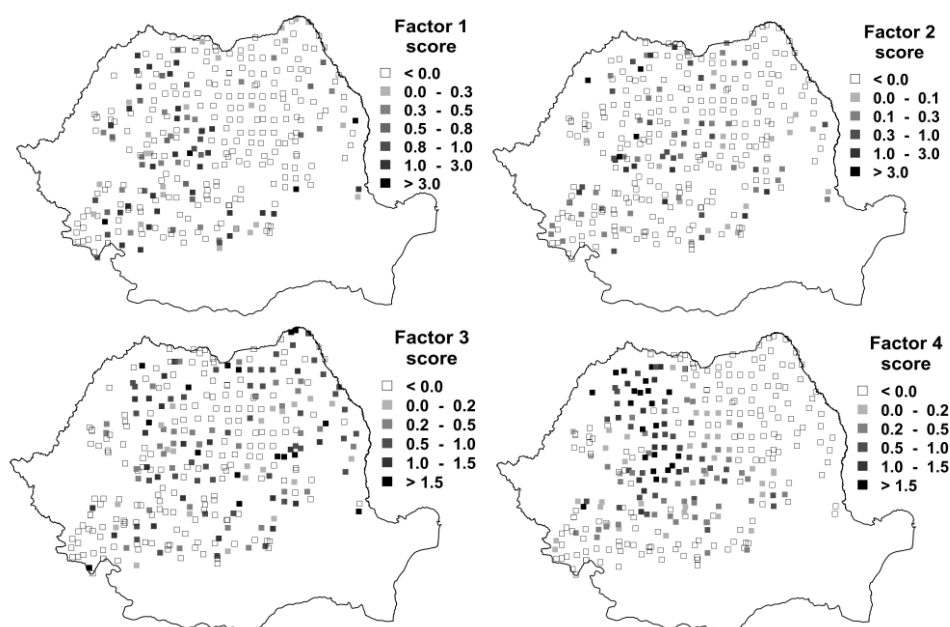 Factor 1
score
< 0.0
0.0 - 0.3
0.3 - 0.5
0.5 - 0.8
0.8 - 1.0
1.0 - 3.0
> 3.0
Factor 2
score
< 0.0
0.0 - 0.1
0.1 - 0.3
0.3 - 1.0
1.0 - 3.0
> 3.0
Factor 3
score
< 0.0
0.0 - 0.2
0.2 - 0.5
0.5 - 1.0
1.0 - 1.5
> 1.5
Factor 4
score
< 0.0
0.0 - 0.2
0.2 - 0.5
0.5 - 1.0
1.0 - 1.5
> 1.5